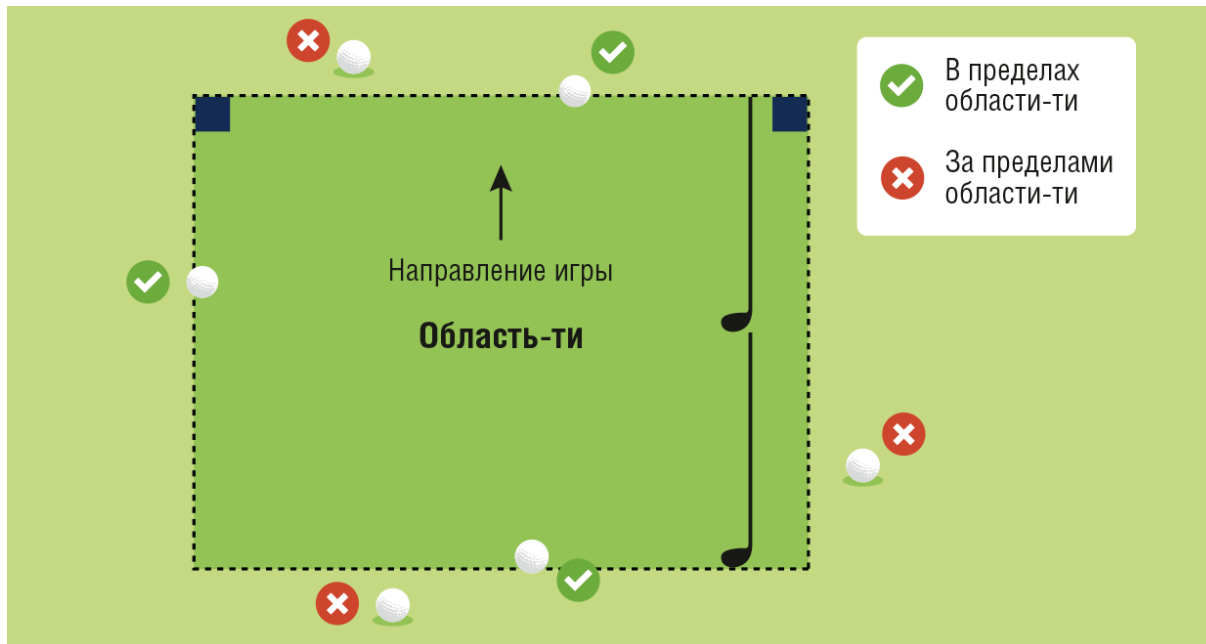 В пределах
области-ти
За пределами
области-ти
Направление игры
Область-ти